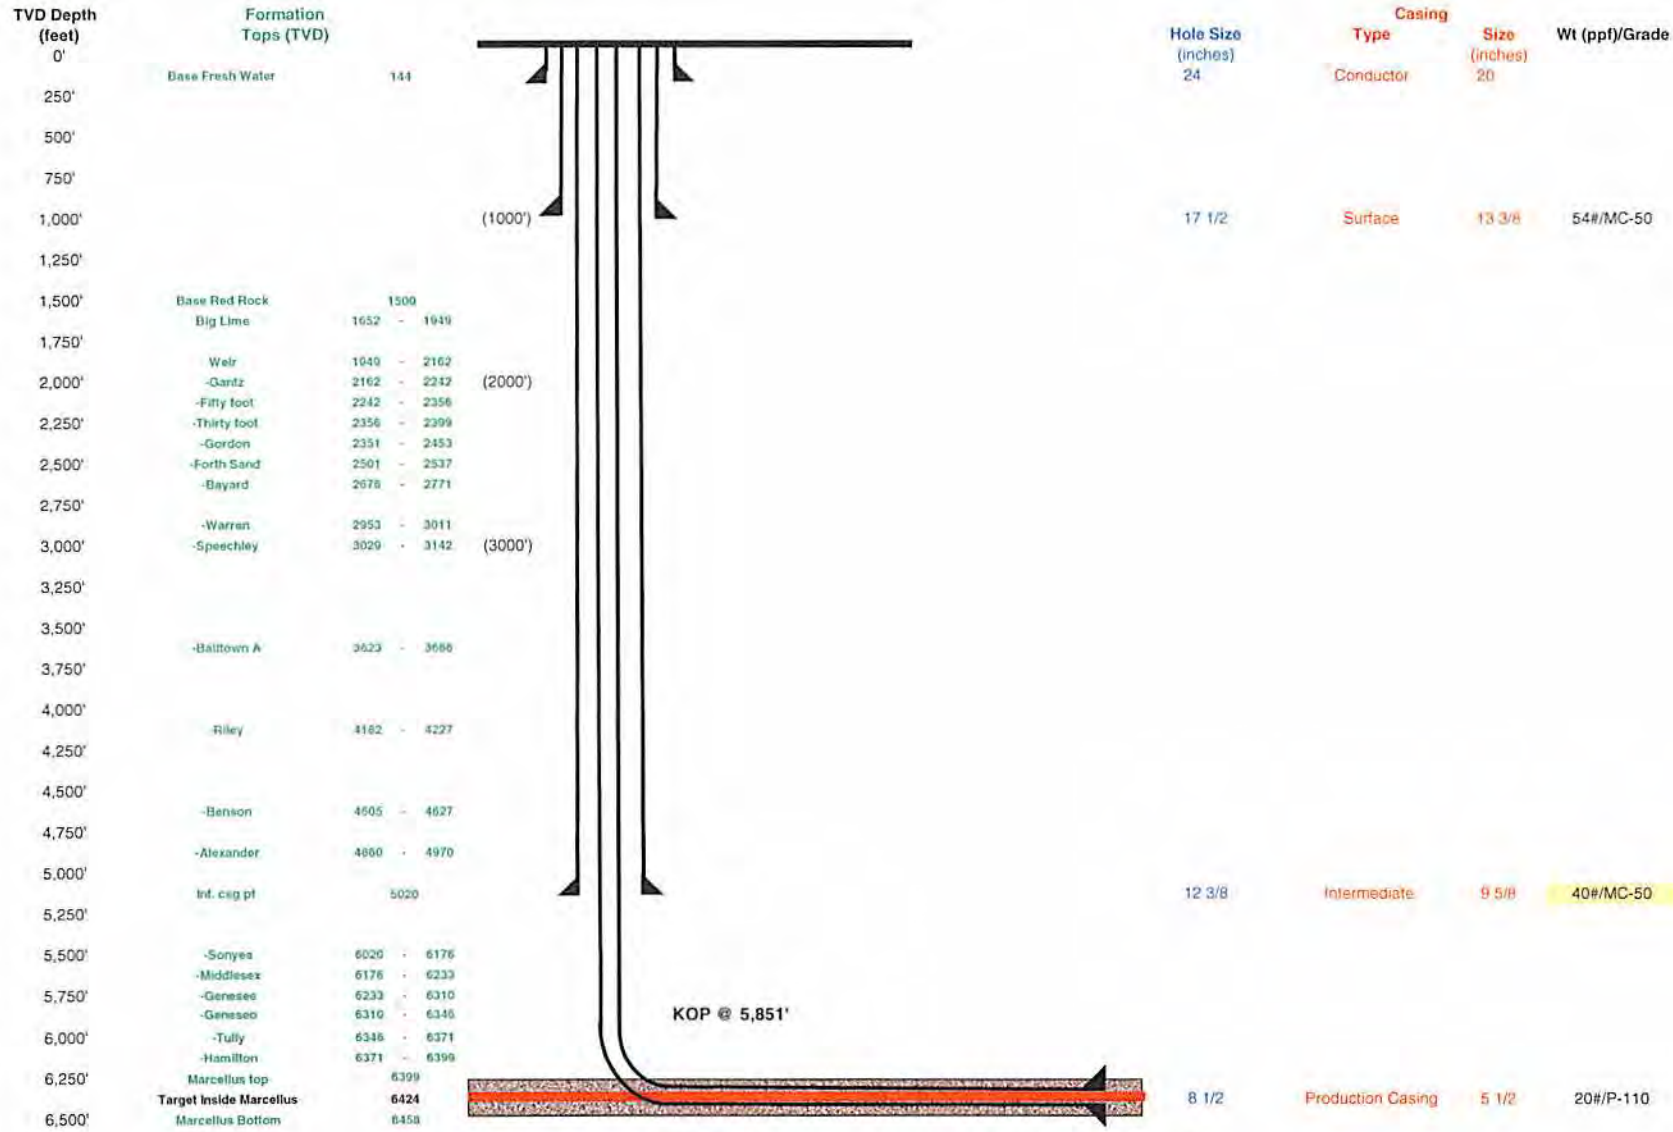 TVD Depth Formation Casing
(feet) Tops (TVD) Hole Size Type Size Wt (ppf)/Grade
0' (inches) (inches)
Base Fresh Water 144 24 Conductor 20
250'
500'
750'
1,000' (1000') 17 1/2 Surface 13 3/8 54#/MC-50
1,250'
1,500' Base Red Rock 1500
Big Lime 1652 - 1949
1,750'
Weir 1949 - 2162
2,000' -Gantz 2162 - 2242 (2000')
-Fifty foot 2242 - 2356
2,250' -Thirty foot 2356 - 2399
-Gordon 2351 - 2453
2,500' -Forth Sand 2501 - 2537
-Bayard 2676 - 2771
2,750'
-Warren 2953 - 3011
3,000' -Speechley 3029 - 3142 (3000')
3,250'
3,500'
-Balltown A 3623 - 3666
3,750'
4,000'
-Riley 4182 - 4227
4,250'
4,500'
-Benson 4605 - 4627
4,750'
-Alexander 4860 - 4970
5,000'
Int. csg pt 5020 12 3/8 Intermediate 9 5/8 40#/MC-50
5,250'
5,500' -Sonyea 6020 - 6176
-Middlesex 6176 - 6233
5,750' -Genesee 6233 - 6310
-Geneseo 6310 - 6346 KOP @ 5,851'
6,000' -Tully 6346 - 6371
-Hamilton 6371 - 6399
6,250' Marcellus top 6399
Target Inside Marcellus 6424 8 1/2 Production Casing 5 1/2 20#/P-110
6,500' Marcellus Bottom 6458